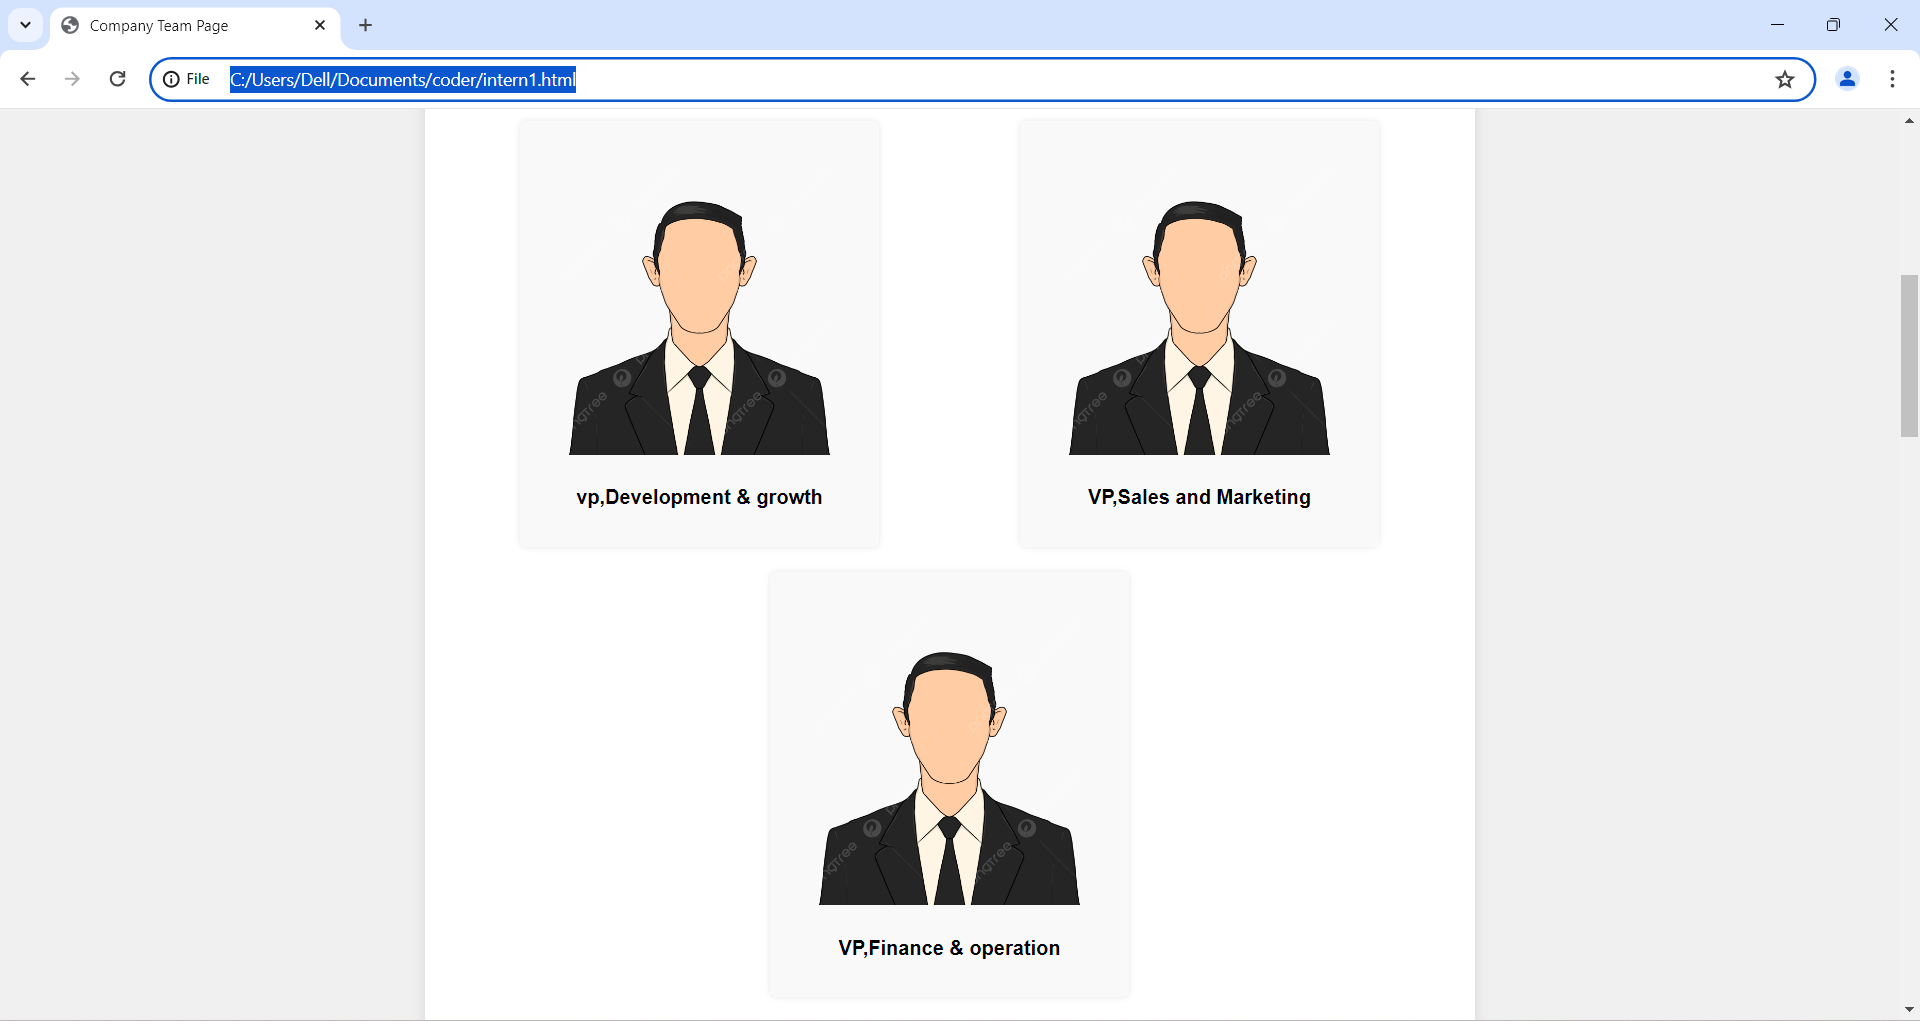 Company Team Page
File C:/Users/Dell/Documents/coder/intern1.html
vp,Development & growth
VP,Sales and Marketing
VP,Finance & operation